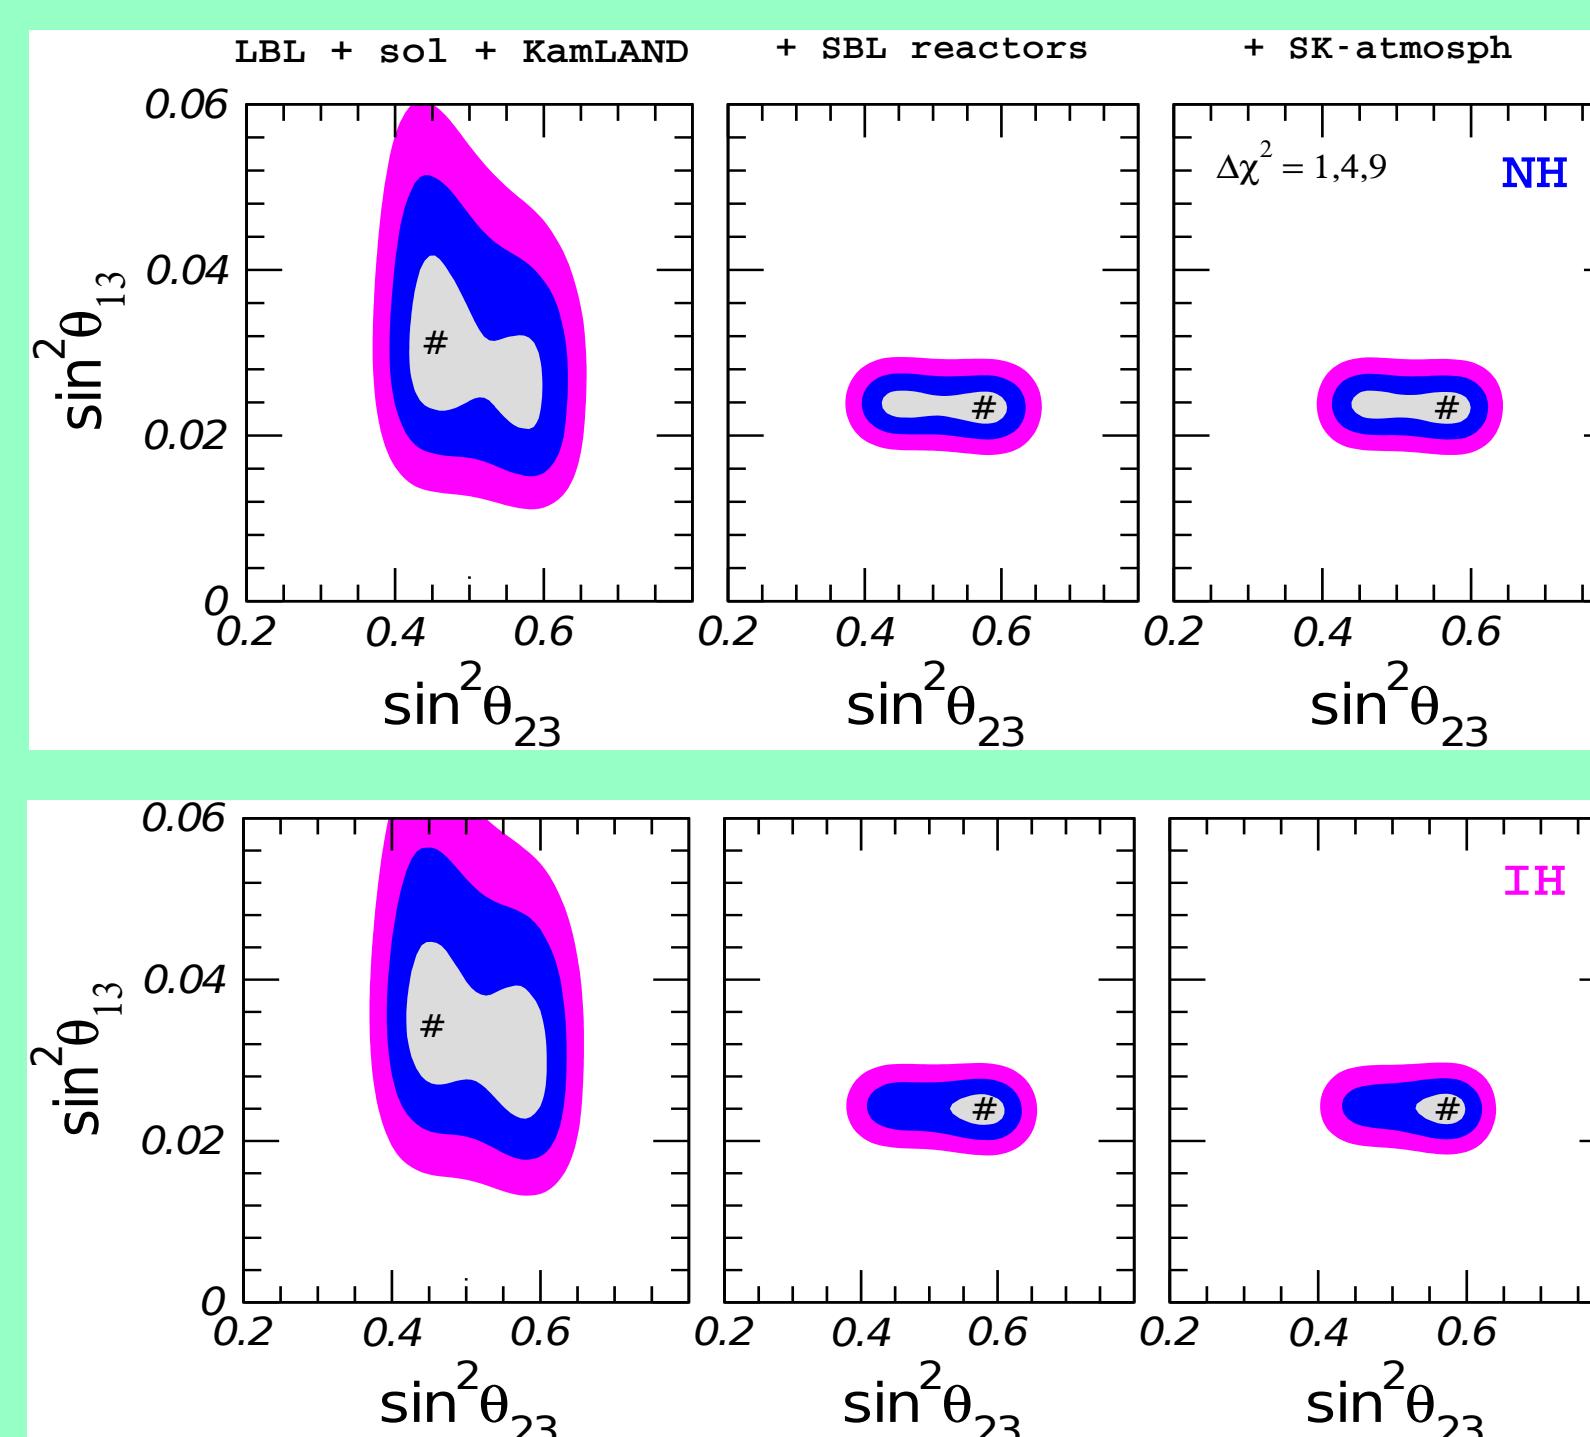 LBL + sol + KamLAND + SBL reactors + SK-atmosph
0.06
Δχ² = 1,4,9 NH
0.04
sin²θ₁₃
# # #
0.02
0
0.2 0.4 0.6 0.2 0.4 0.6 0.2 0.4 0.6
sin²θ₂₃ sin²θ₂₃ sin²θ₂₃
0.06
IH
0.04
sin²θ₁₃
# # #
0.02
0
0.2 0.4 0.6 0.2 0.4 0.6 0.2 0.4 0.6
sin²θ₂₃ sin²θ₂₃ sin²θ₂₃